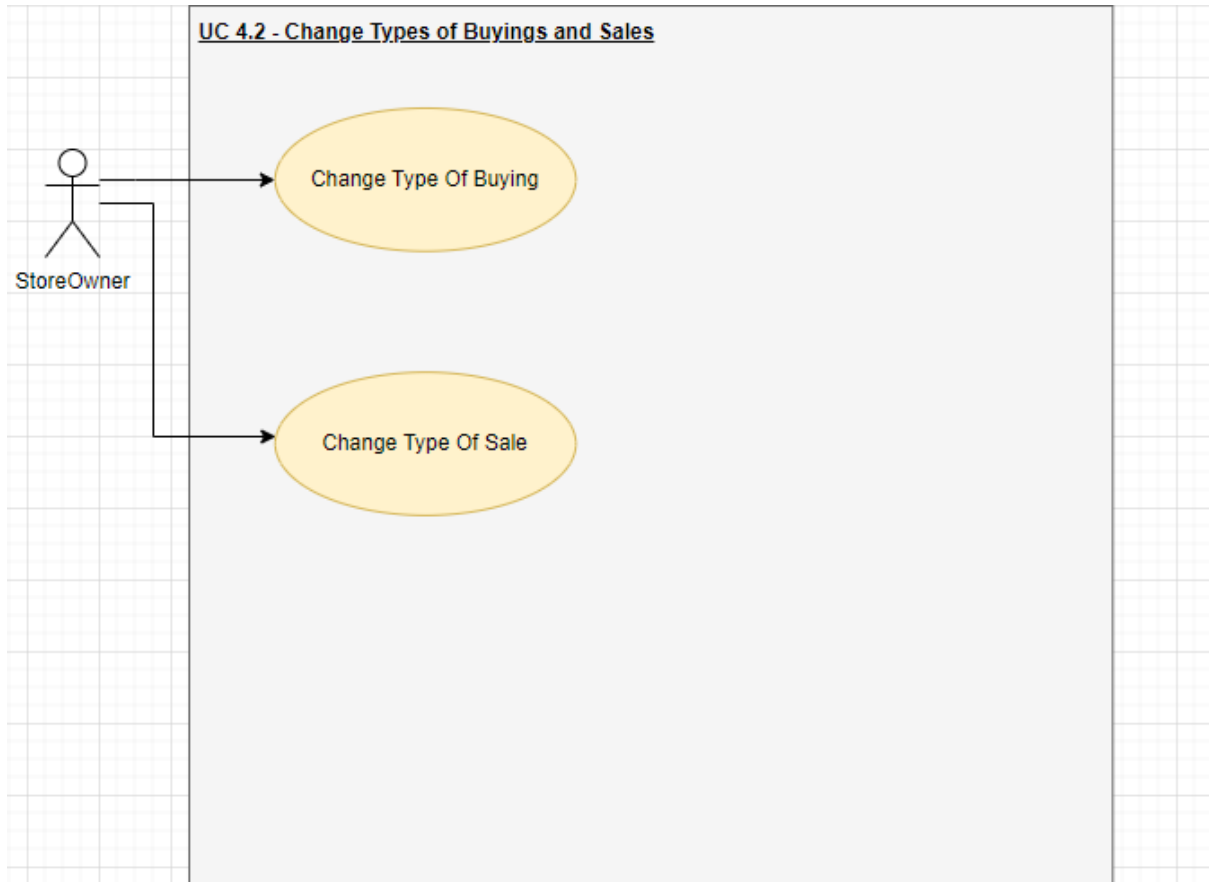 UC 4.2 - Change Types of Buyings and Sales
Change Type Of Buying
StoreOwner
Change Type Of Sale